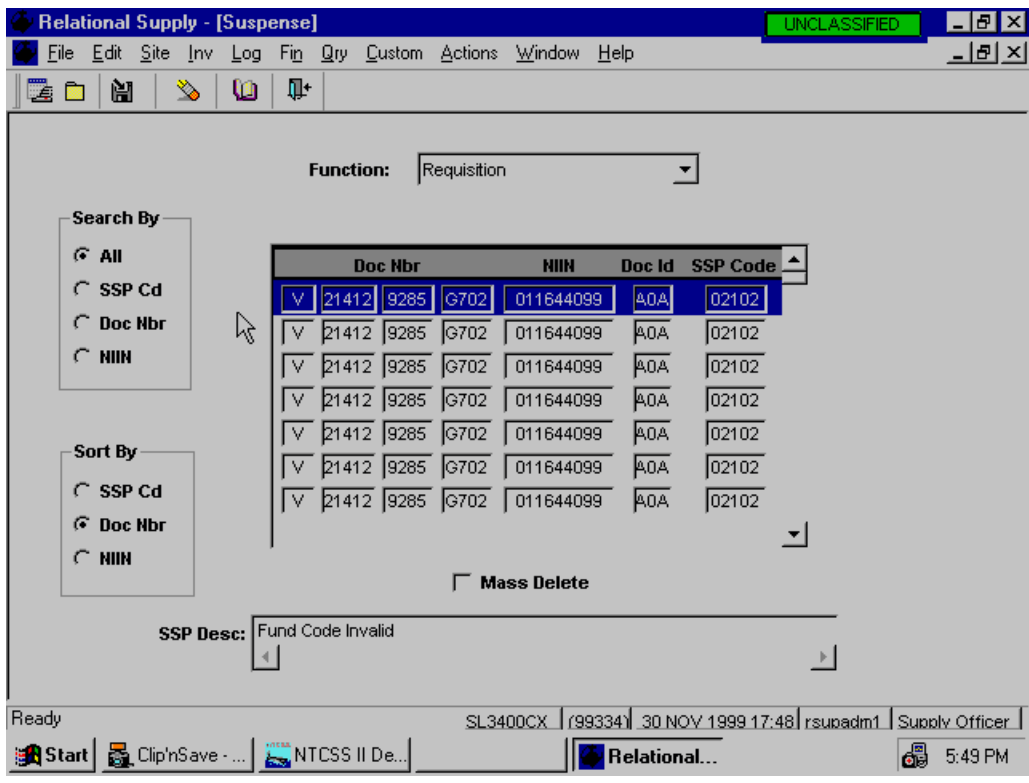 Relational Supply - [Suspense] UNCLASSIFIED
File Edit Site Inv Log Fin Qry Custom Actions Window Help
Function: Requisition
Search By
All
SSP Cd
Doc Nbr
NIIN
Sort By
SSP Cd
Doc Nbr
NIIN
Doc Nbr NIIN Doc Id SSP Code
V 21412 9285 G702 011644099 A0A 02102
V 21412 9285 G702 011644099 A0A 02102
V 21412 9285 G702 011644099 A0A 02102
V 21412 9285 G702 011644099 A0A 02102
V 21412 9285 G702 011644099 A0A 02102
V 21412 9285 G702 011644099 A0A 02102
V 21412 9285 G702 011644099 A0A 02102
Mass Delete
SSP Desc: Fund Code Invalid
Ready SL3400CX (99334) 30 NOV 1999 17:48 rsupadm1 Supply Officer
Start Clip'nSave - ... NTCSS II De... Relational... 5:49 PM